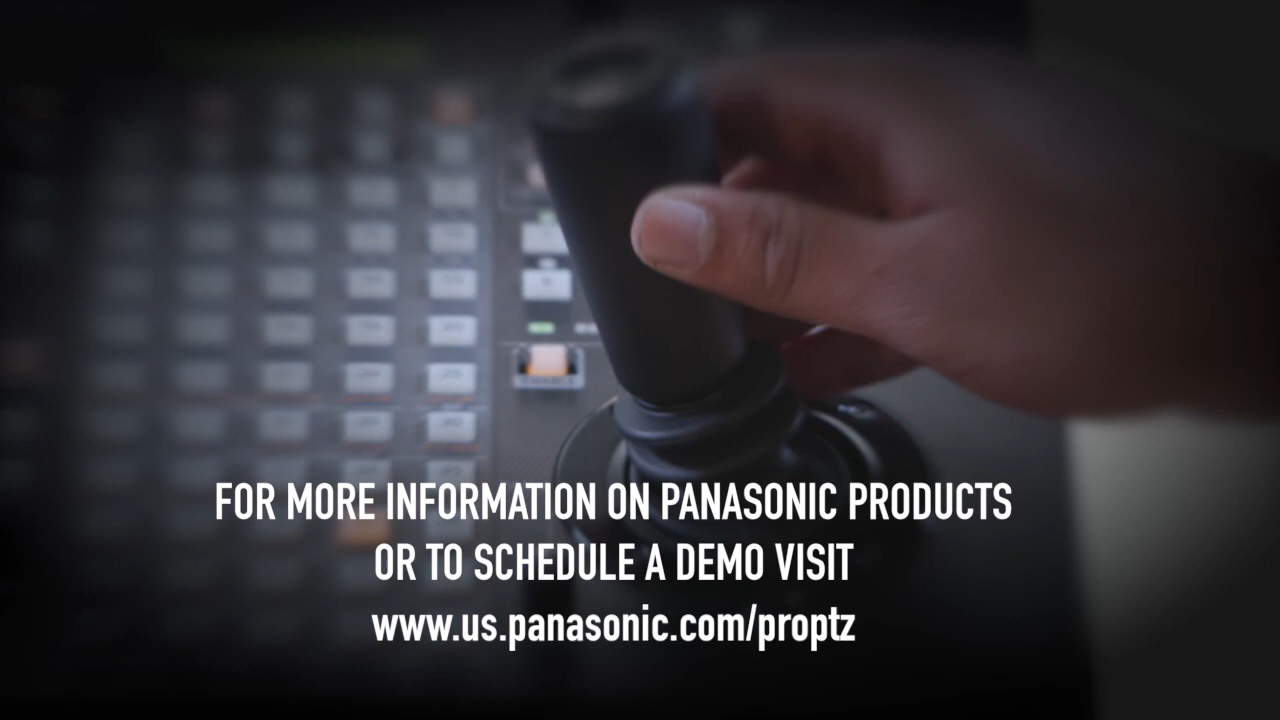 FOR MORE INFORMATION ON PANASONIC PRODUCTS
OR TO SCHEDULE A DEMO VISIT
www.us.panasonic.com/proptz